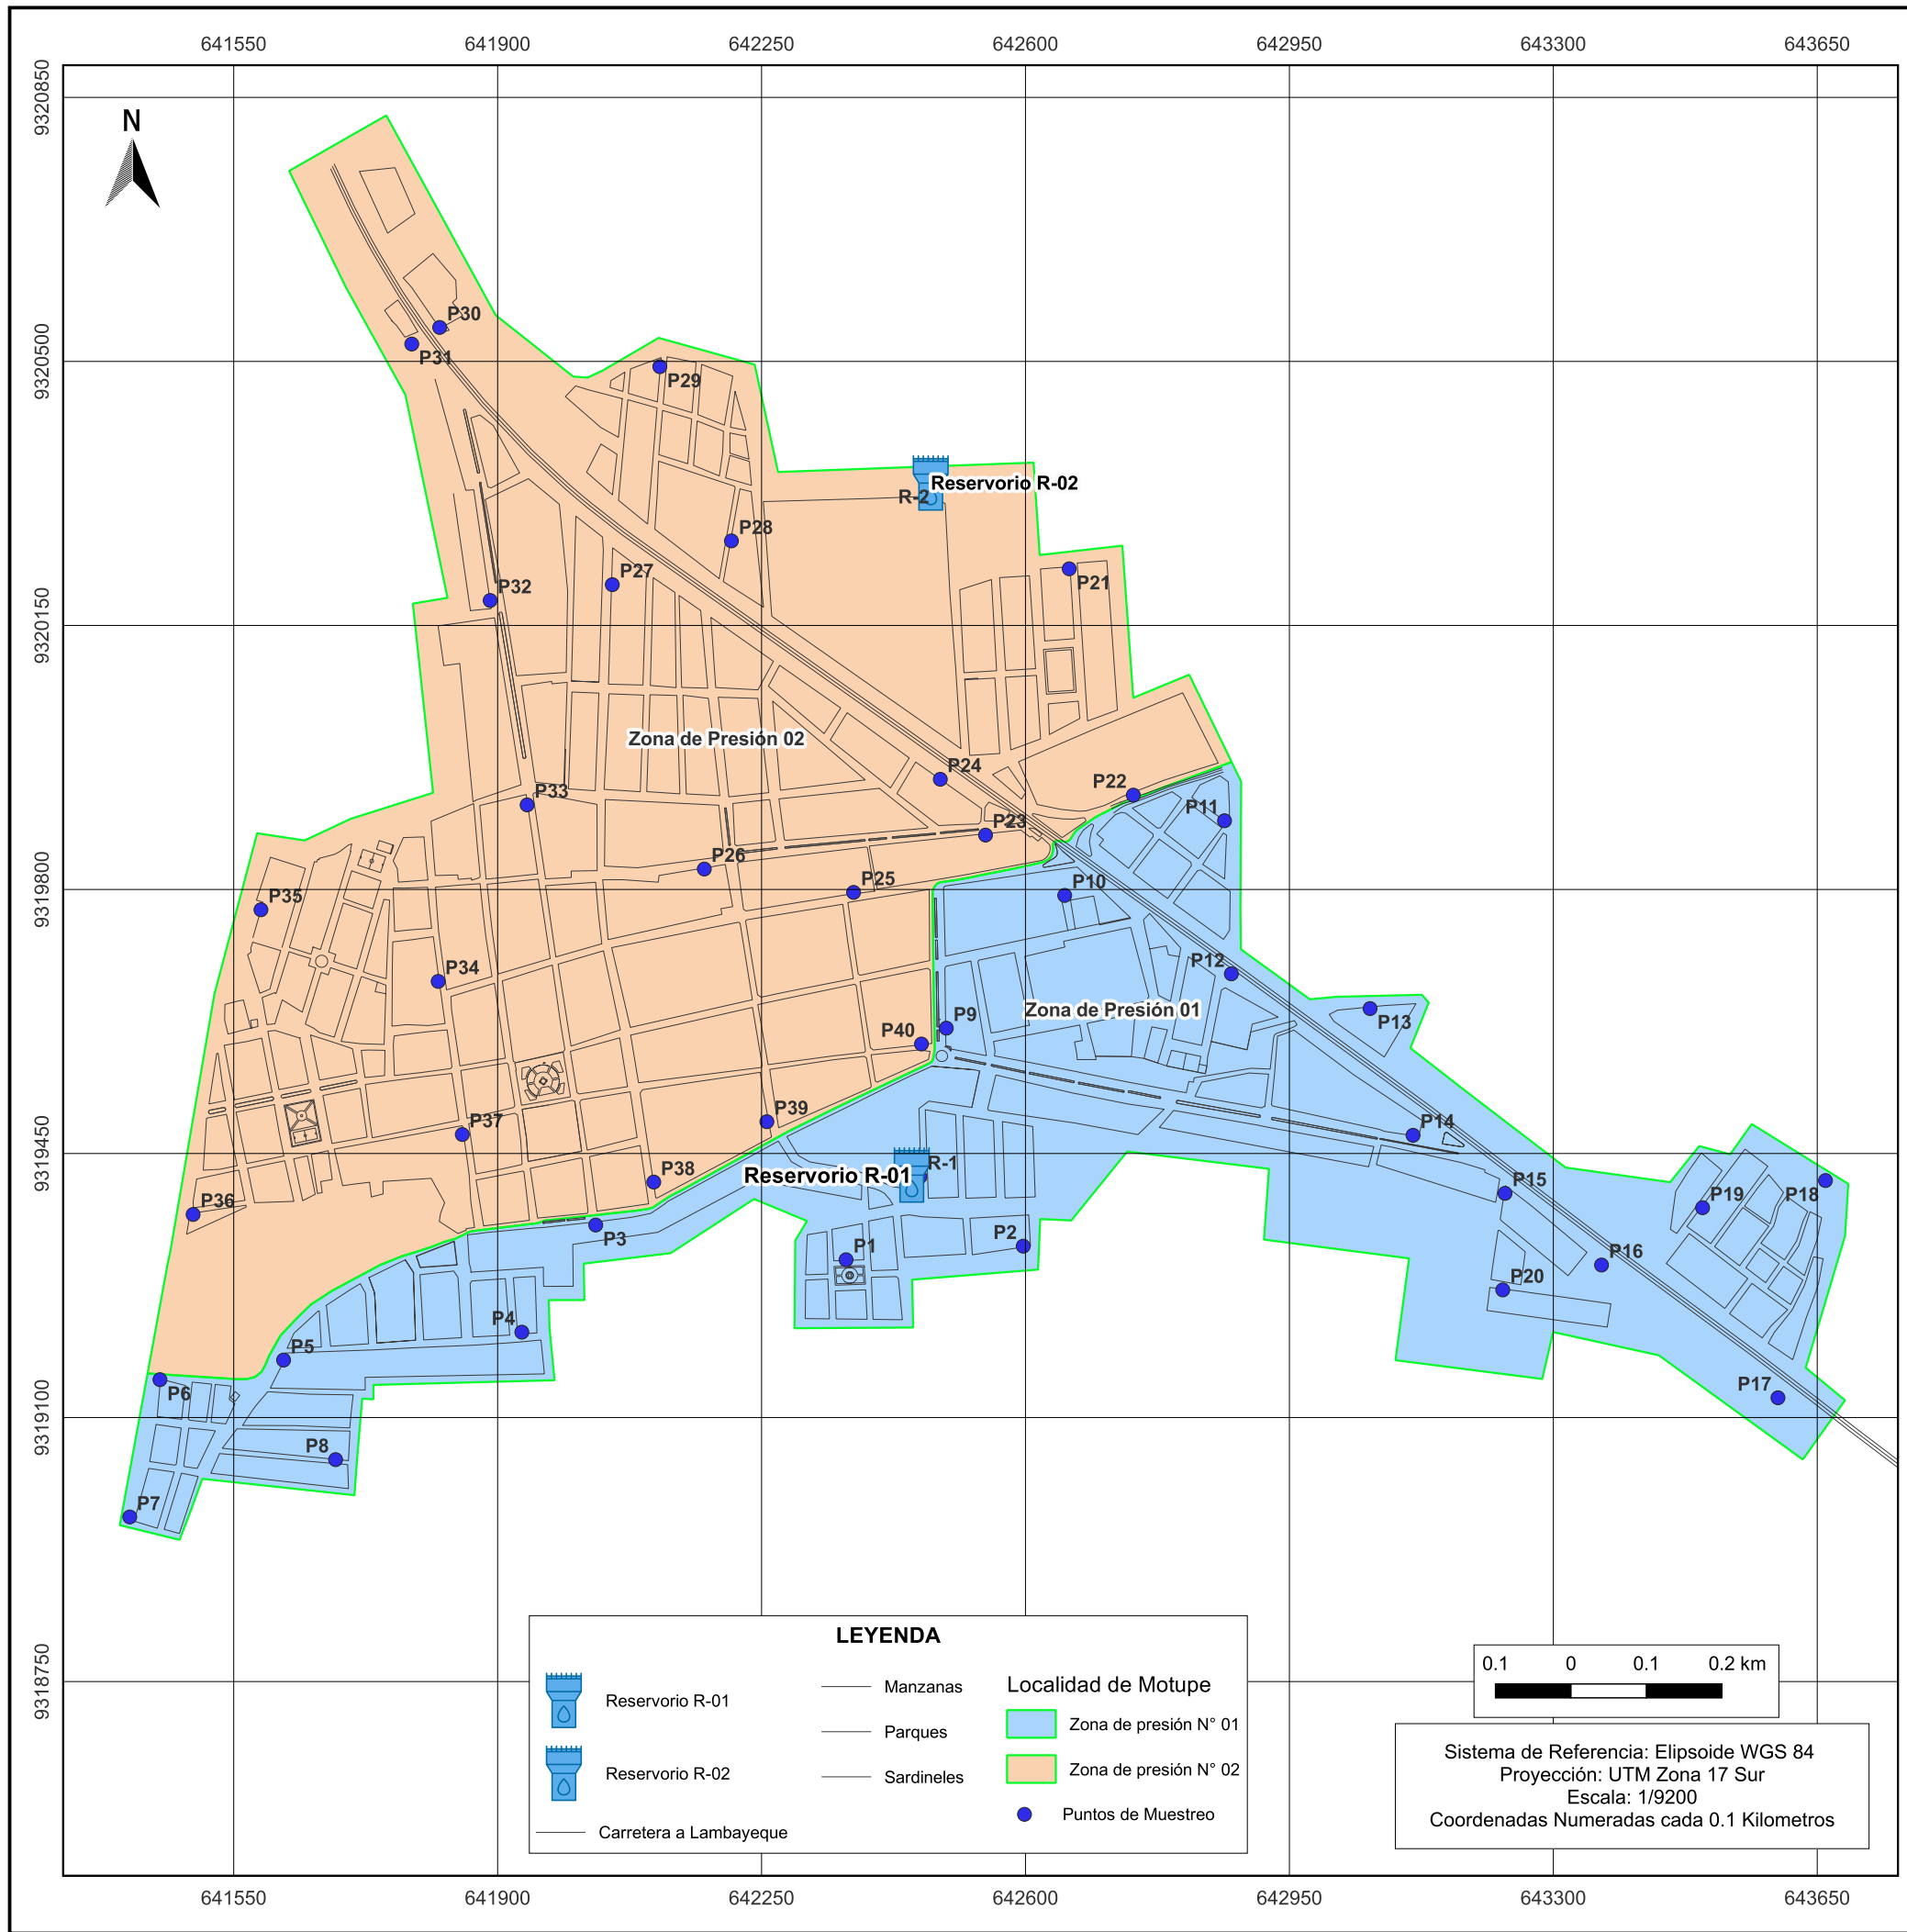 641550 641900 642250 642600 642950 643300 643650
9320850
N
P30
P31
9320500
P29
Reservorio R-02
R-2
P28
P21
P27
P32
9320150
Zona de Presión 02
P24
P22
P33
P11
P23
P26
P25
9319800
P10
P35
P34
P12
Zona de Presión 01
P13
P9
P40
P39
P37
P14
9319450
R-1
Reservorio R-01
P38
P15
P18
P19
P36
P3
P2
P1
P16
P20
P4
P5
P6
P17
9319100
P8
P7
9318750
LEYENDA
Reservorio R-01
Reservorio R-02
Carretera a Lambayeque
Manzanas
Parques
Sardineles
Localidad de Motupe
Zona de presión N° 01
Zona de presión N° 02
Puntos de Muestreo
0.1 0 0.1 0.2 km
Sistema de Referencia: Elipsoide WGS 84
Proyección: UTM Zona 17 Sur
Escala: 1/9200
Coordenadas Numeradas cada 0.1 Kilometros
641550 641900 642250 642600 642950 643300 643650